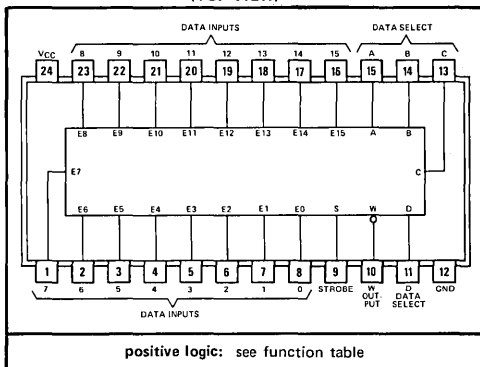 (TOP VIEW)
DATA INPUTS DATA SELECT
VCC 8 9 10 11 12 13 14 15 A B C
24 23 22 21 20 19 18 17 16 15 14 13
E8 E9 E10 E11 E12 E13 E14 E15 A B
E7 C
E6 E5 E4 E3 E2 E1 E0 S W D
1 2 3 4 5 6 7 8 9 10 11 12
7 6 5 4 3 2 1 0 STROBE W D GND
OUT- DATA
PUT SELECT
DATA INPUTS
positive logic: see function table